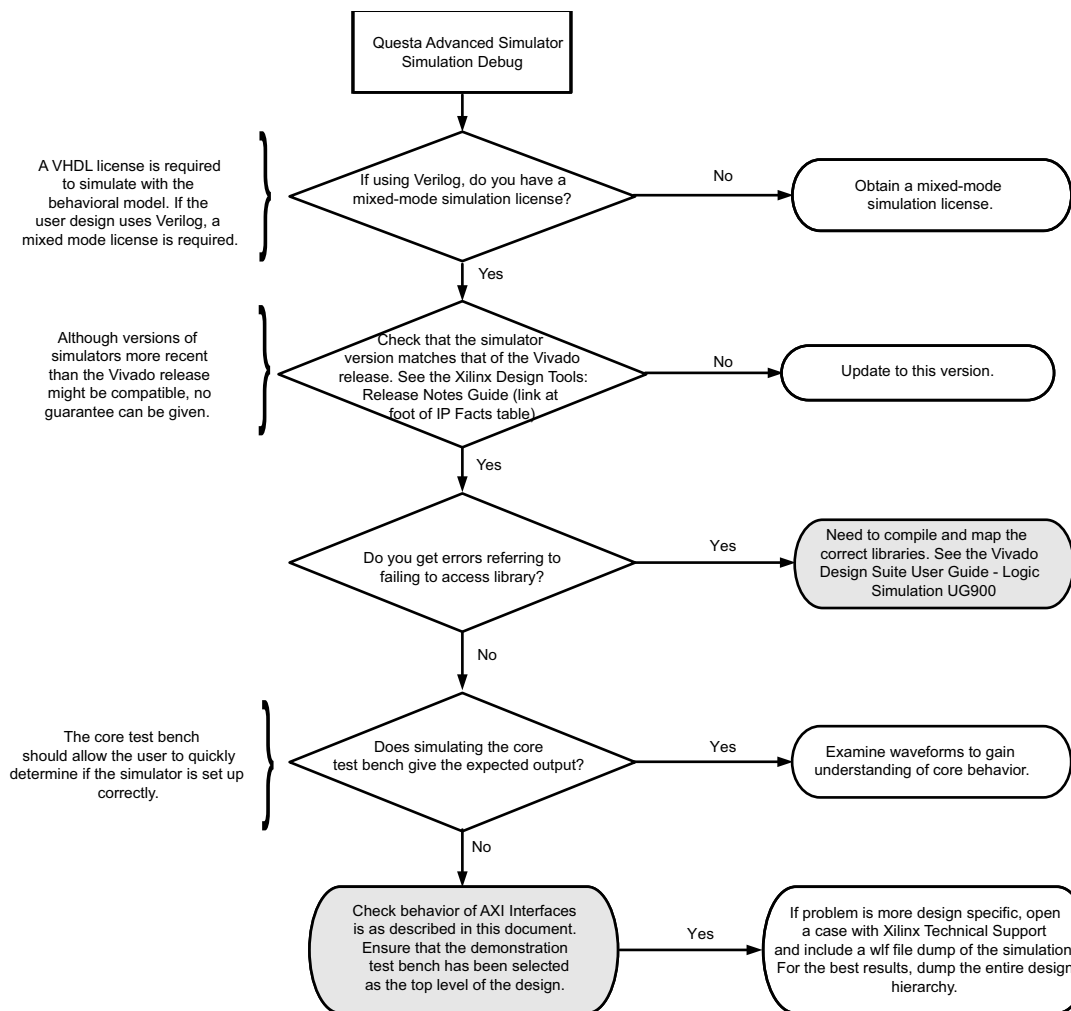 Questa Advanced Simulator
Simulation Debug
A VHDL license is required
to simulate with the
behavioral model. If the
user design uses Verilog, a
mixed mode license is required.
If using Verilog, do you have a
mixed-mode simulation license?
No
Obtain a mixed-mode
simulation license.
Yes
Although versions of
simulators more recent
than the Vivado release
might be compatible, no
guarantee can be given.
Check that the simulator
version matches that of the Vivado
release. See the Xilinx Design Tools:
Release Notes Guide (link at
foot of IP Facts table)
No
Update to this version.
Yes
Do you get errors referring to
failing to access library?
Yes
Need to compile and map the
correct libraries. See the Vivado
Design Suite User Guide - Logic
Simulation UG900
No
The core test bench
should allow the user to quickly
determine if the simulator is set up
correctly.
Does simulating the core
test bench give the expected output?
Yes
Examine waveforms to gain
understanding of core behavior.
No
Check behavior of AXI Interfaces
is as described in this document.
Ensure that the demonstration
test bench has been selected
as the top level of the design.
Yes
If problem is more design specific, open
a case with Xilinx Technical Support
and include a wlf file dump of the simulation
For the best results, dump the entire design
hierarchy.